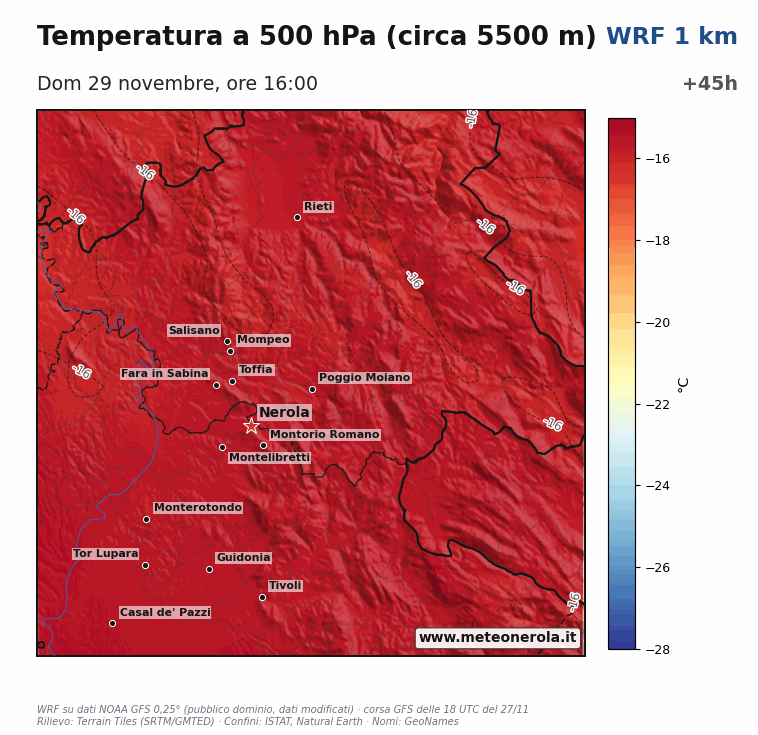 Temperatura a 500 hPa (circa 5500 m) WRF 1 km
Dom 29 novembre, ore 16:00 +45h
-16
-16
-16
Rieti
-16
-16
-16
Salisano
Mompeo
-16
Toffia
Fara in Sabina
Poggio Moiano
Nerola
-16
Montorio Romano
Montelibretti
Monterotondo
Tor Lupara
Guidonia
Tivoli
-16
Casal de' Pazzi
www.meteonerola.it
−16
−18
−20
−22
−24
−26
−28
°C
WRF su dati NOAA GFS 0,25° (pubblico dominio, dati modificati) · corsa GFS delle 18 UTC del 27/11
Rilievo: Terrain Tiles (SRTM/GMTED) · Confini: ISTAT, Natural Earth · Nomi: GeoNames